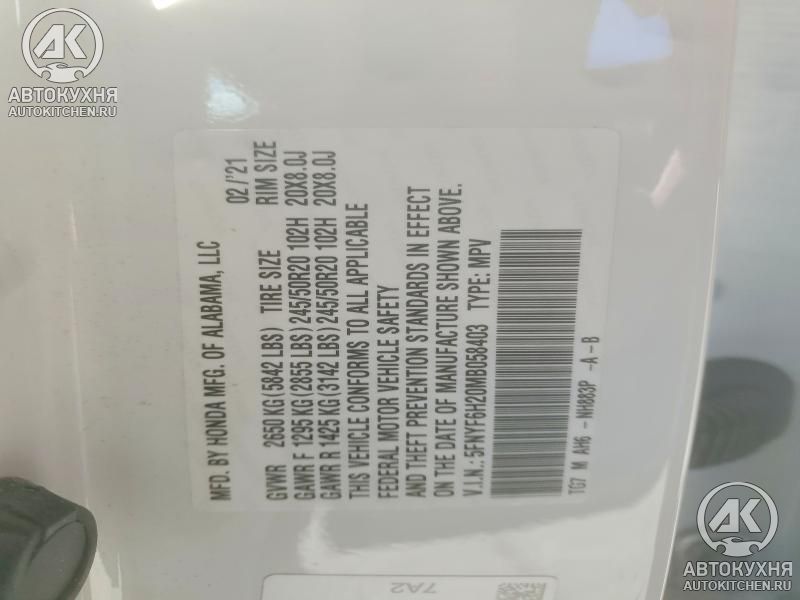 AK
АВТОКУХНЯ
AUTOKITCHEN.RU
MFD. BY HONDA MFG. OF ALABAMA, LLC 02/'21
GVWR 2650 KG (5842 LBS) TIRE SIZE RIM SIZE
GAWR F 1295 KG (2855 LBS) 245/50R20 102H 20X8.0J
GAWR R 1425 KG (3142 LBS) 245/50R20 102H 20X8.0J
THIS VEHICLE CONFORMS TO ALL APPLICABLE
FEDERAL MOTOR VEHICLE SAFETY
AND THEFT PREVENTION STANDARDS IN EFFECT
ON THE DATE OF MANUFACTURE SHOWN ABOVE.
V.I.N.: 5FNYF6H20MB058403 TYPE: MPV
TG7 M AH6 - NH883P -A-B
7A2
AK
АВТОКУХНЯ
AUTOKITCHEN.RU